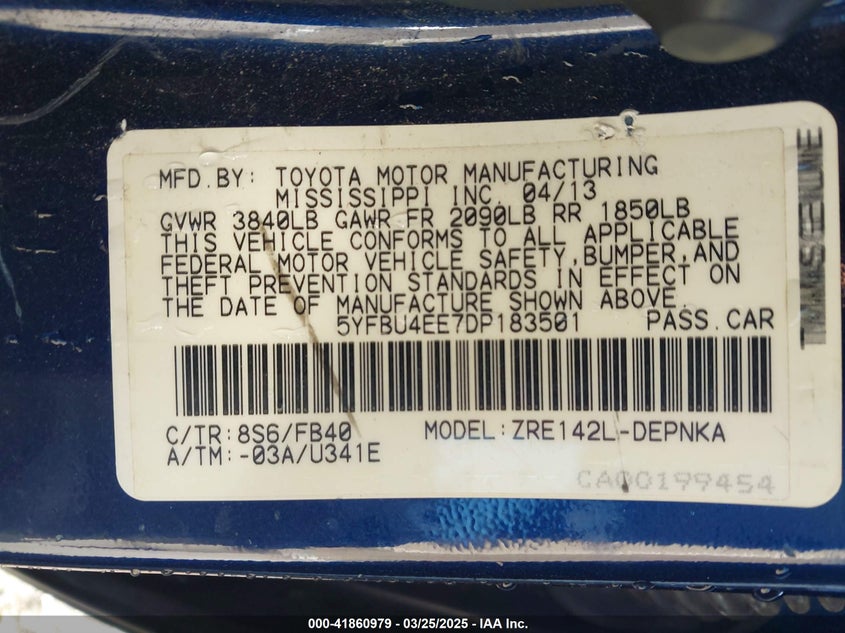 MFD.BY: TOYOTA MOTOR MANUFACTURING
MISSISSIPPI INC. 04/13
GVWR 3840LB GAWR FR 2090LB RR 1850LB
THIS VEHICLE CONFORMS TO ALL APPLICABLE
FEDERAL MOTOR VEHICLE SAFETY,BUMPER,AND
THEFT PREVENTION STANDARDS IN EFFECT ON
THE DATE OF MANUFACTURE SHOWN ABOVE.
5YFBU4EE7DP183501 PASS.CAR
C/TR:8S6/FB40 MODEL:ZRE142L-DEPNKA
A/TM:-03A/U341E
CA00199454
000-41860979 — 03/25/2025 — IAA Inc.